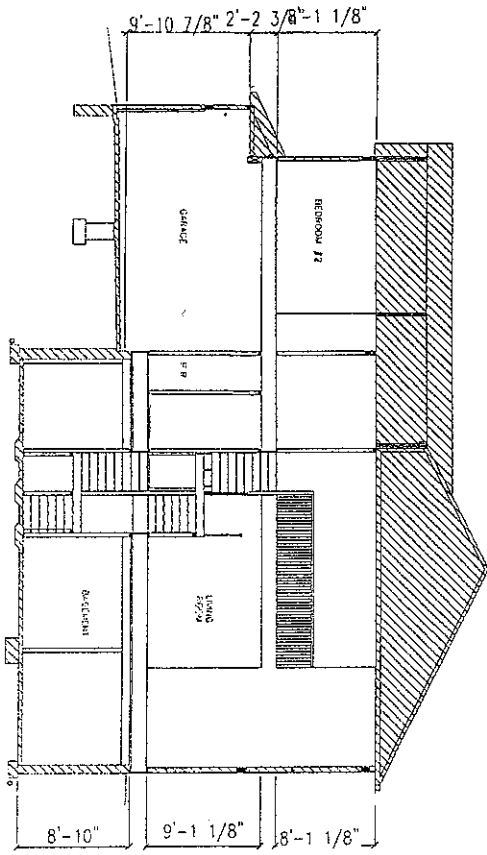 9'-10 7/8" 2'-2 3/8" 8'-1 1/8"
GARAGE
BEDROOM #2
LIVING
ROOM
BASEMENT
8'-10" 9'-1 1/8" 8'-1 1/8"